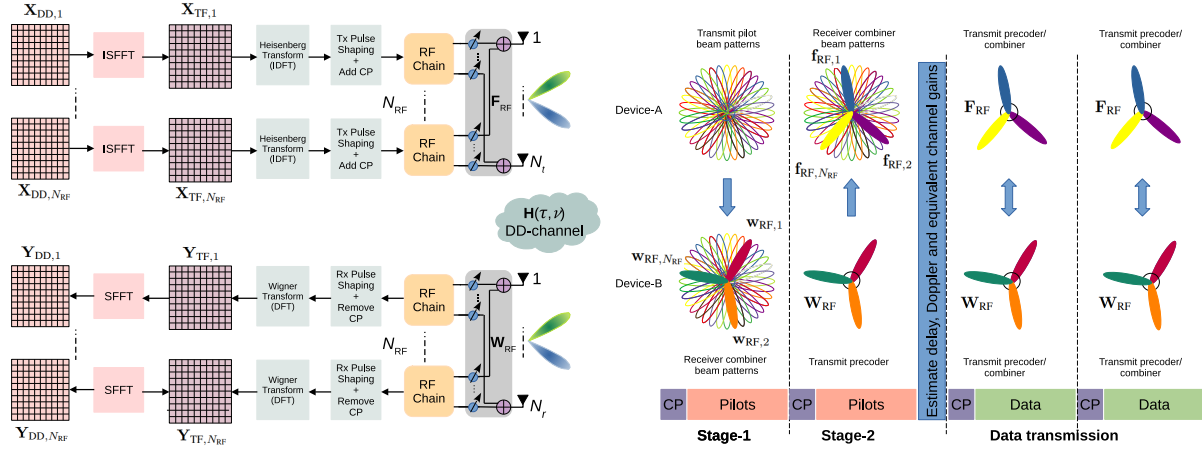 X_DD,1
X_TF,1
ISFFT
Heisenberg
Transform
(IDFT)
Tx Pulse
Shaping
+
Add CP
RF
Chain
1
N_RF
F_RF
ISFFT
Heisenberg
Transform
(IDFT)
Tx Pulse
Shaping
+
Add CP
RF
Chain
N_t
X_DD,N_RF
X_TF,N_RF
H(τ, ν)
DD-channel
Y_DD,1
Y_TF,1
SFFT
Wigner
Transform
(DFT)
Rx Pulse
Shaping
+
Remove
CP
RF
Chain
1
N_RF
W_RF
SFFT
Wigner
Transform
(DFT)
Rx Pulse
Shaping
+
Remove
CP
RF
Chain
N_r
Y_DD,N_RF
Y_TF,N_RF
Transmit pilot
beam patterns
Receiver combiner
beam patterns
Transmit precoder/
combiner
Transmit precoder/
combiner
f_RF,1
Device-A
F_RF
F_RF
f_RF,2
f_RF,N_RF
Estimate delay, Doppler and equivalent channel gains
w_RF,1
w_RF,N_RF
Device-B
W_RF
W_RF
W_RF
w_RF,2
Receiver combiner
beam patterns
Transmit precoder
Transmit precoder/
combiner
Transmit precoder/
combiner
CP Pilots CP Pilots CP Data CP Data
Stage-1 Stage-2 Data transmission